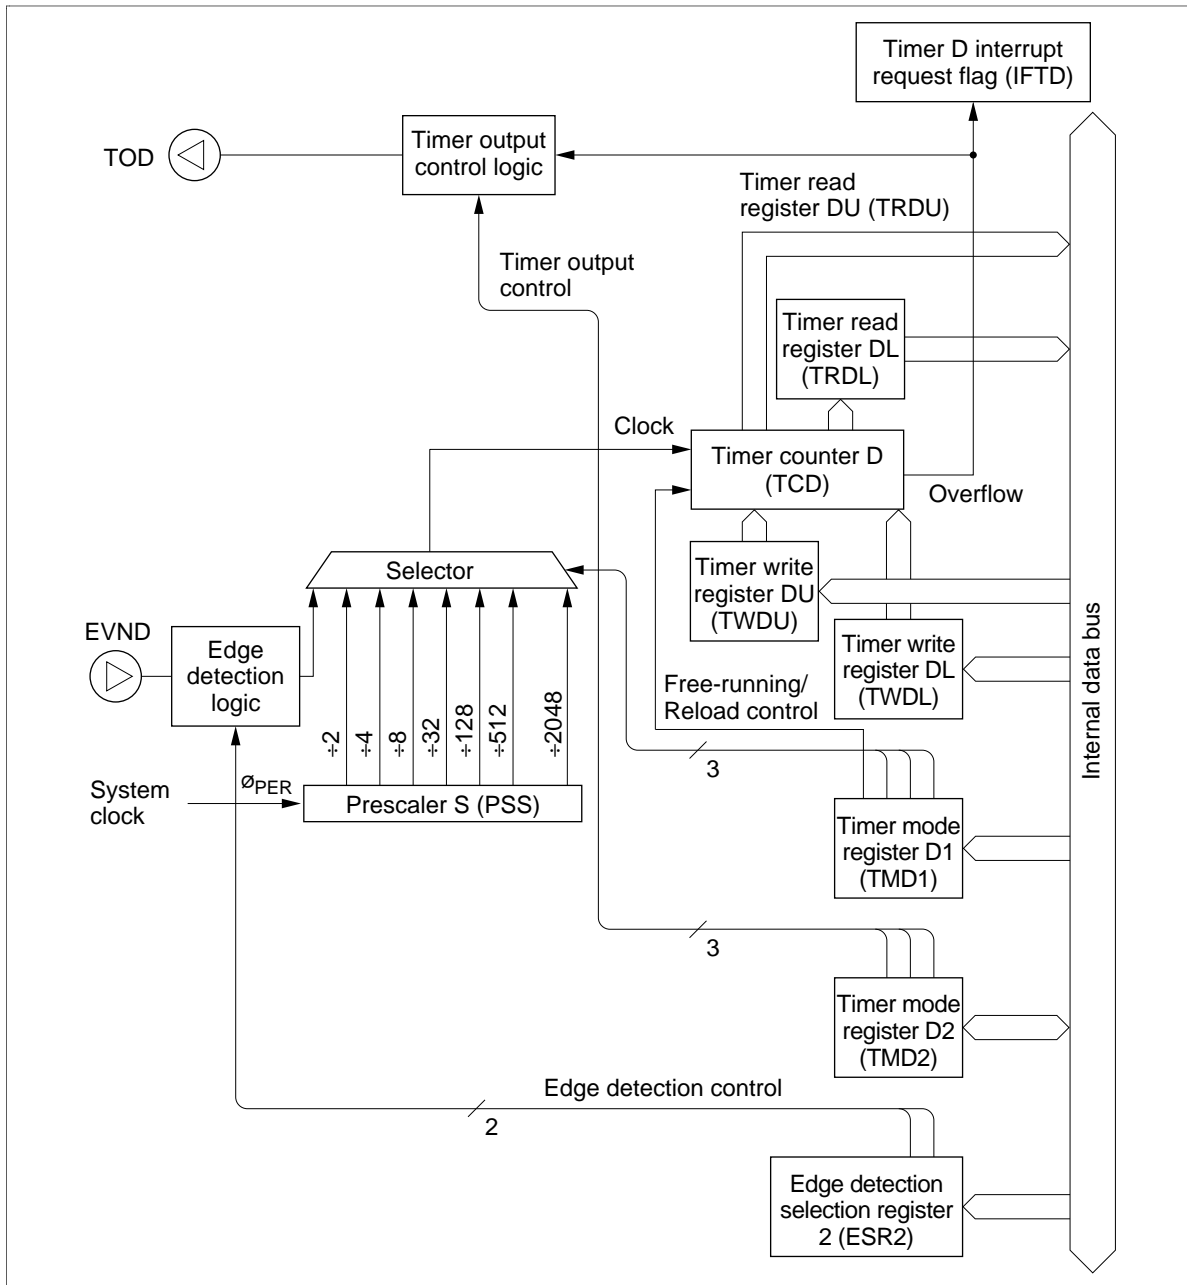 Timer D interrupt
request flag (IFTD)
Timer output
control logic
TOD
Timer read
register DU (TRDU)
Timer output
control
Timer read
register DL
(TRDL)
Clock
Timer counter D
(TCD)
Overflow
Selector
Timer write
register DU
(TWDU)
EVND
Edge
detection
logic
Timer write
register DL
(TWDL)
Free-running/
Reload control
÷2
÷4
÷8
÷32
÷128
÷512
÷2048
3
Internal data bus
System
clock
øPER
Prescaler S (PSS)
Timer mode
register D1
(TMD1)
3
Timer mode
register D2
(TMD2)
Edge detection control
2
Edge detection
selection register
2 (ESR2)